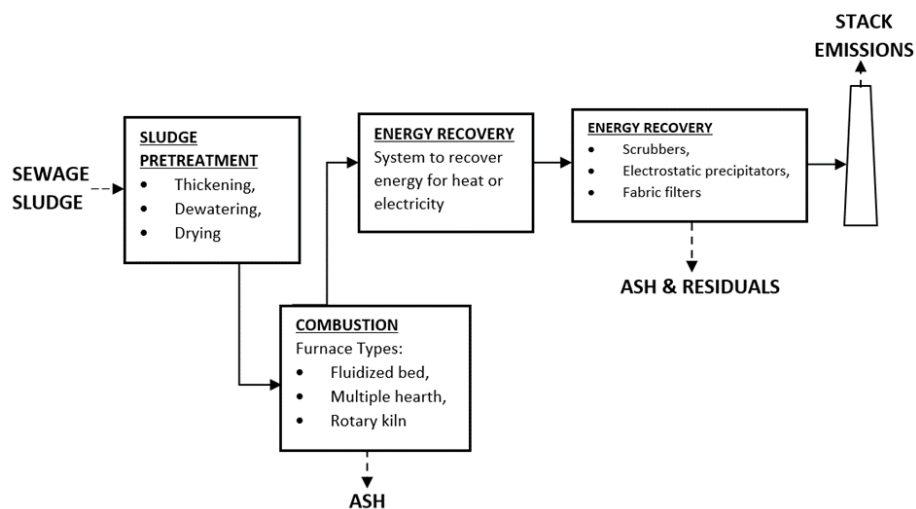 STACK
EMISSIONS
SEWAGE
SLUDGE
SLUDGE
PRETREATMENT
• Thickening,
• Dewatering,
• Drying
ENERGY RECOVERY
System to recover
energy for heat or
electricity
ENERGY RECOVERY
• Scrubbers,
• Electrostatic precipitators,
• Fabric filters
ASH & RESIDUALS
COMBUSTION
Furnace Types:
• Fluidized bed,
• Multiple hearth,
• Rotary kiln
ASH